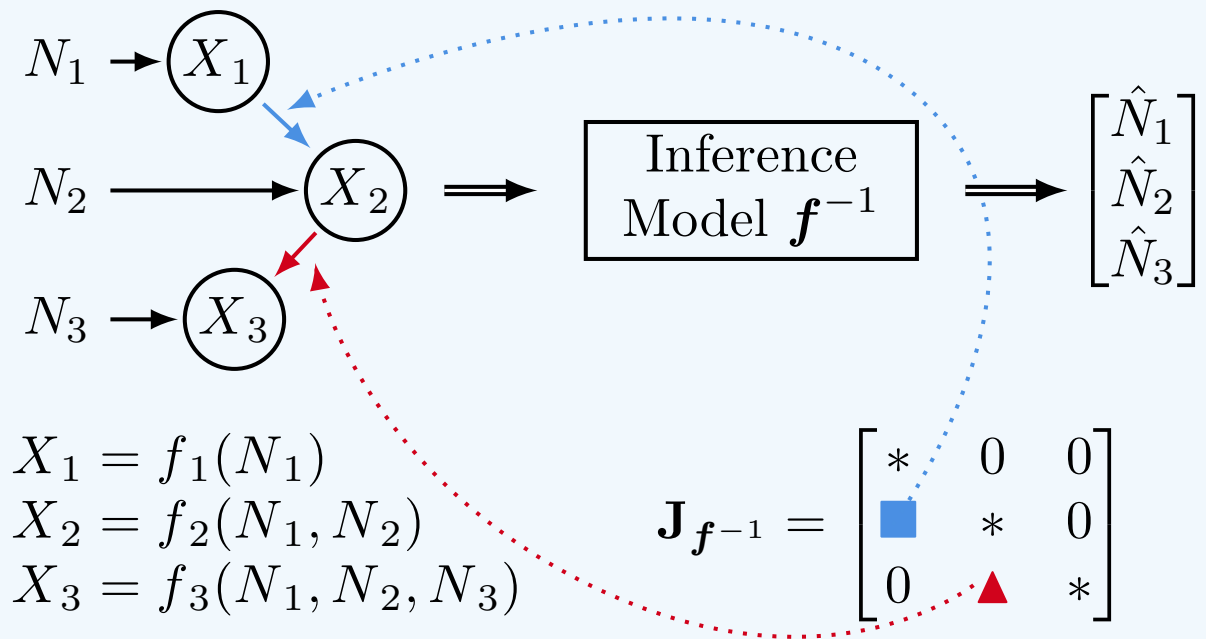 N₁
X₁
N₂
X₂
N₃
X₃
Inference
Model f⁻¹
N̂₁
N̂₂
N̂₃
X₁ = f₁(N₁)
X₂ = f₂(N₁, N₂)
X₃ = f₃(N₁, N₂, N₃)
J_f⁻¹ =
* 0 0
■ * 0
0 ▲ *